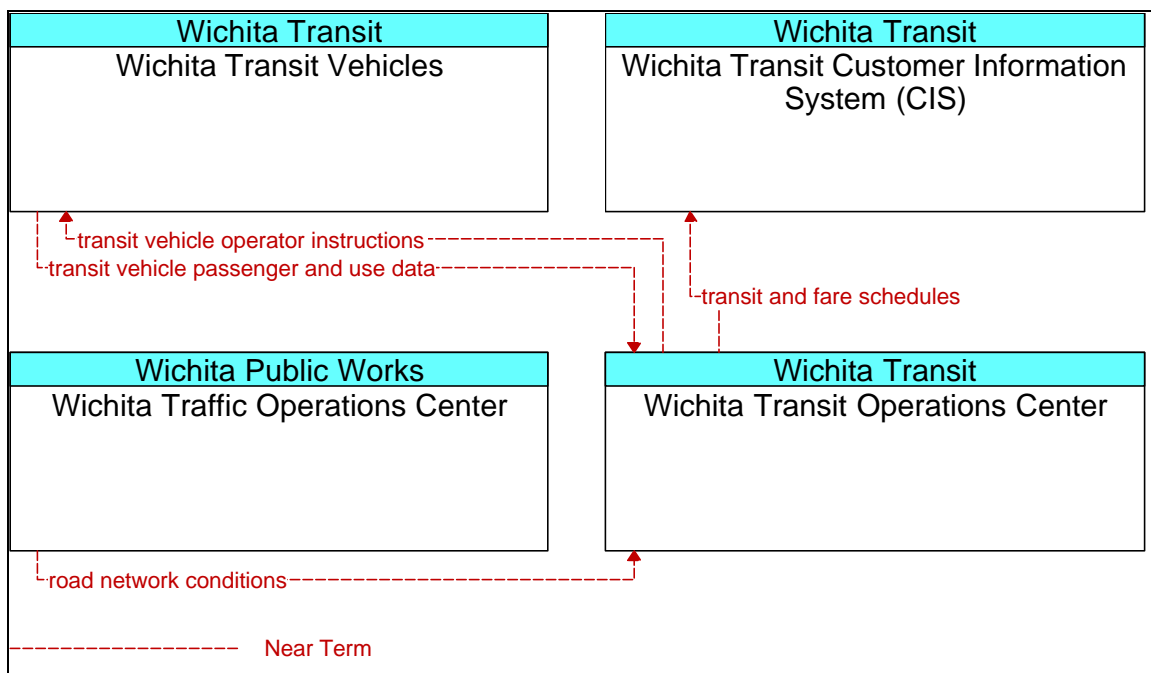 Wichita Transit
Wichita Transit Vehicles
Wichita Transit
Wichita Transit Customer Information
System (CIS)
transit vehicle operator instructions
transit vehicle passenger and use data
transit and fare schedules
Wichita Public Works
Wichita Traffic Operations Center
Wichita Transit
Wichita Transit Operations Center
road network conditions
Near Term